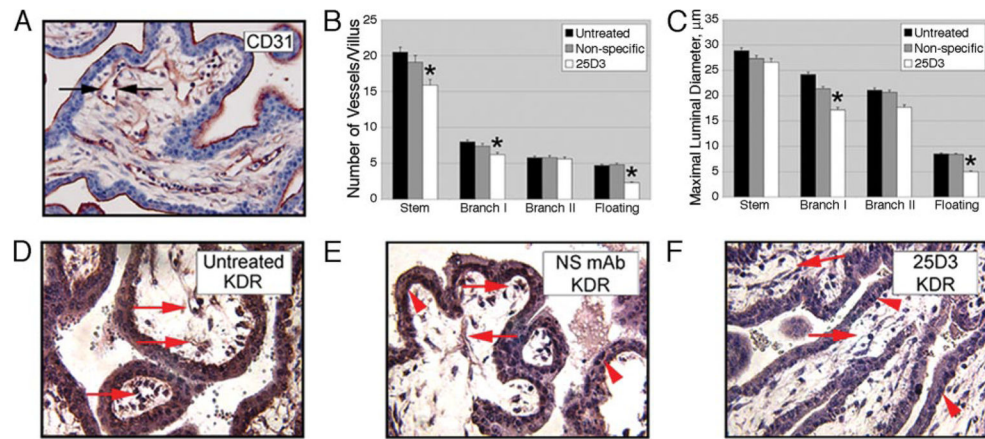 A
CD31
B
Number of Vessels/Villus
25
20
15
10
5
0
Untreated
Non-specific
25D3
*
*
*
Stem Branch I Branch II Floating
C
Maximal Luminal Diameter, μm
35
30
25
20
15
10
5
0
Untreated
Non-specific
25D3
*
*
Stem Branch I Branch II Floating
D
Untreated
KDR
E
NS mAb
KDR
F
25D3
KDR